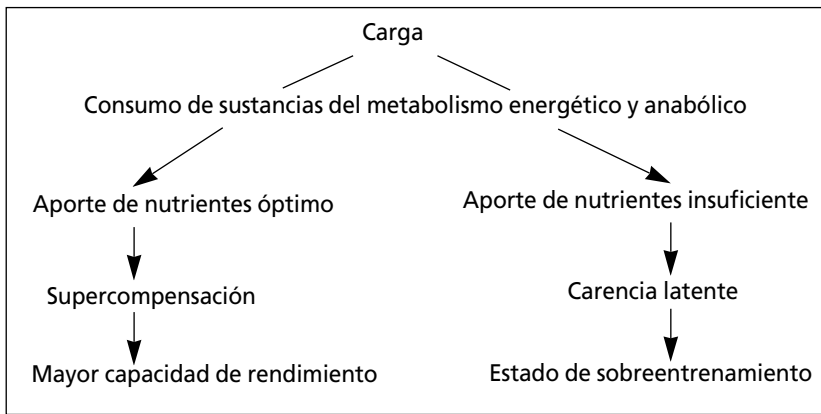 Carga
Consumo de sustancias del metabolismo energético y anabólico
Aporte de nutrientes óptimo
Aporte de nutrientes insuficiente
Supercompensación
Carencia latente
Mayor capacidad de rendimiento
Estado de sobreentrenamiento